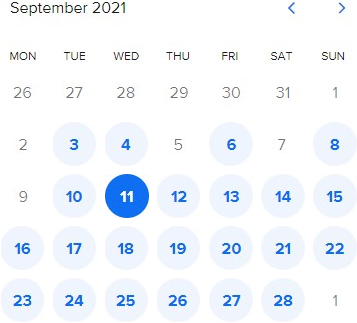 September 2021
MON TUE WED THU FRI SAT SUN
26 27 28 29 30 31 1
2 3 4 5 6 7 8
9 10 11 12 13 14 15
16 17 18 19 20 21 22
23 24 25 26 27 28 1